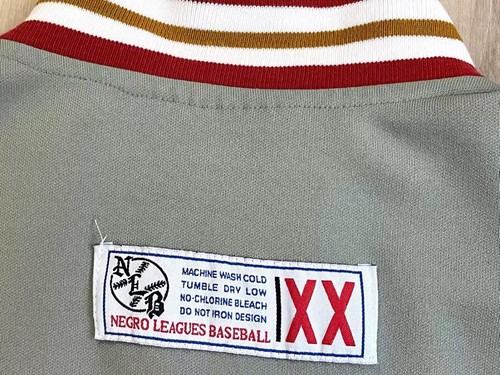 NLB
MACHINE WASH COLD
TUMBLE DRY LOW
NO-CHLORINE BLEACH
DO NOT IRON DESIGN
NEGRO LEAGUES BASEBALL
XX